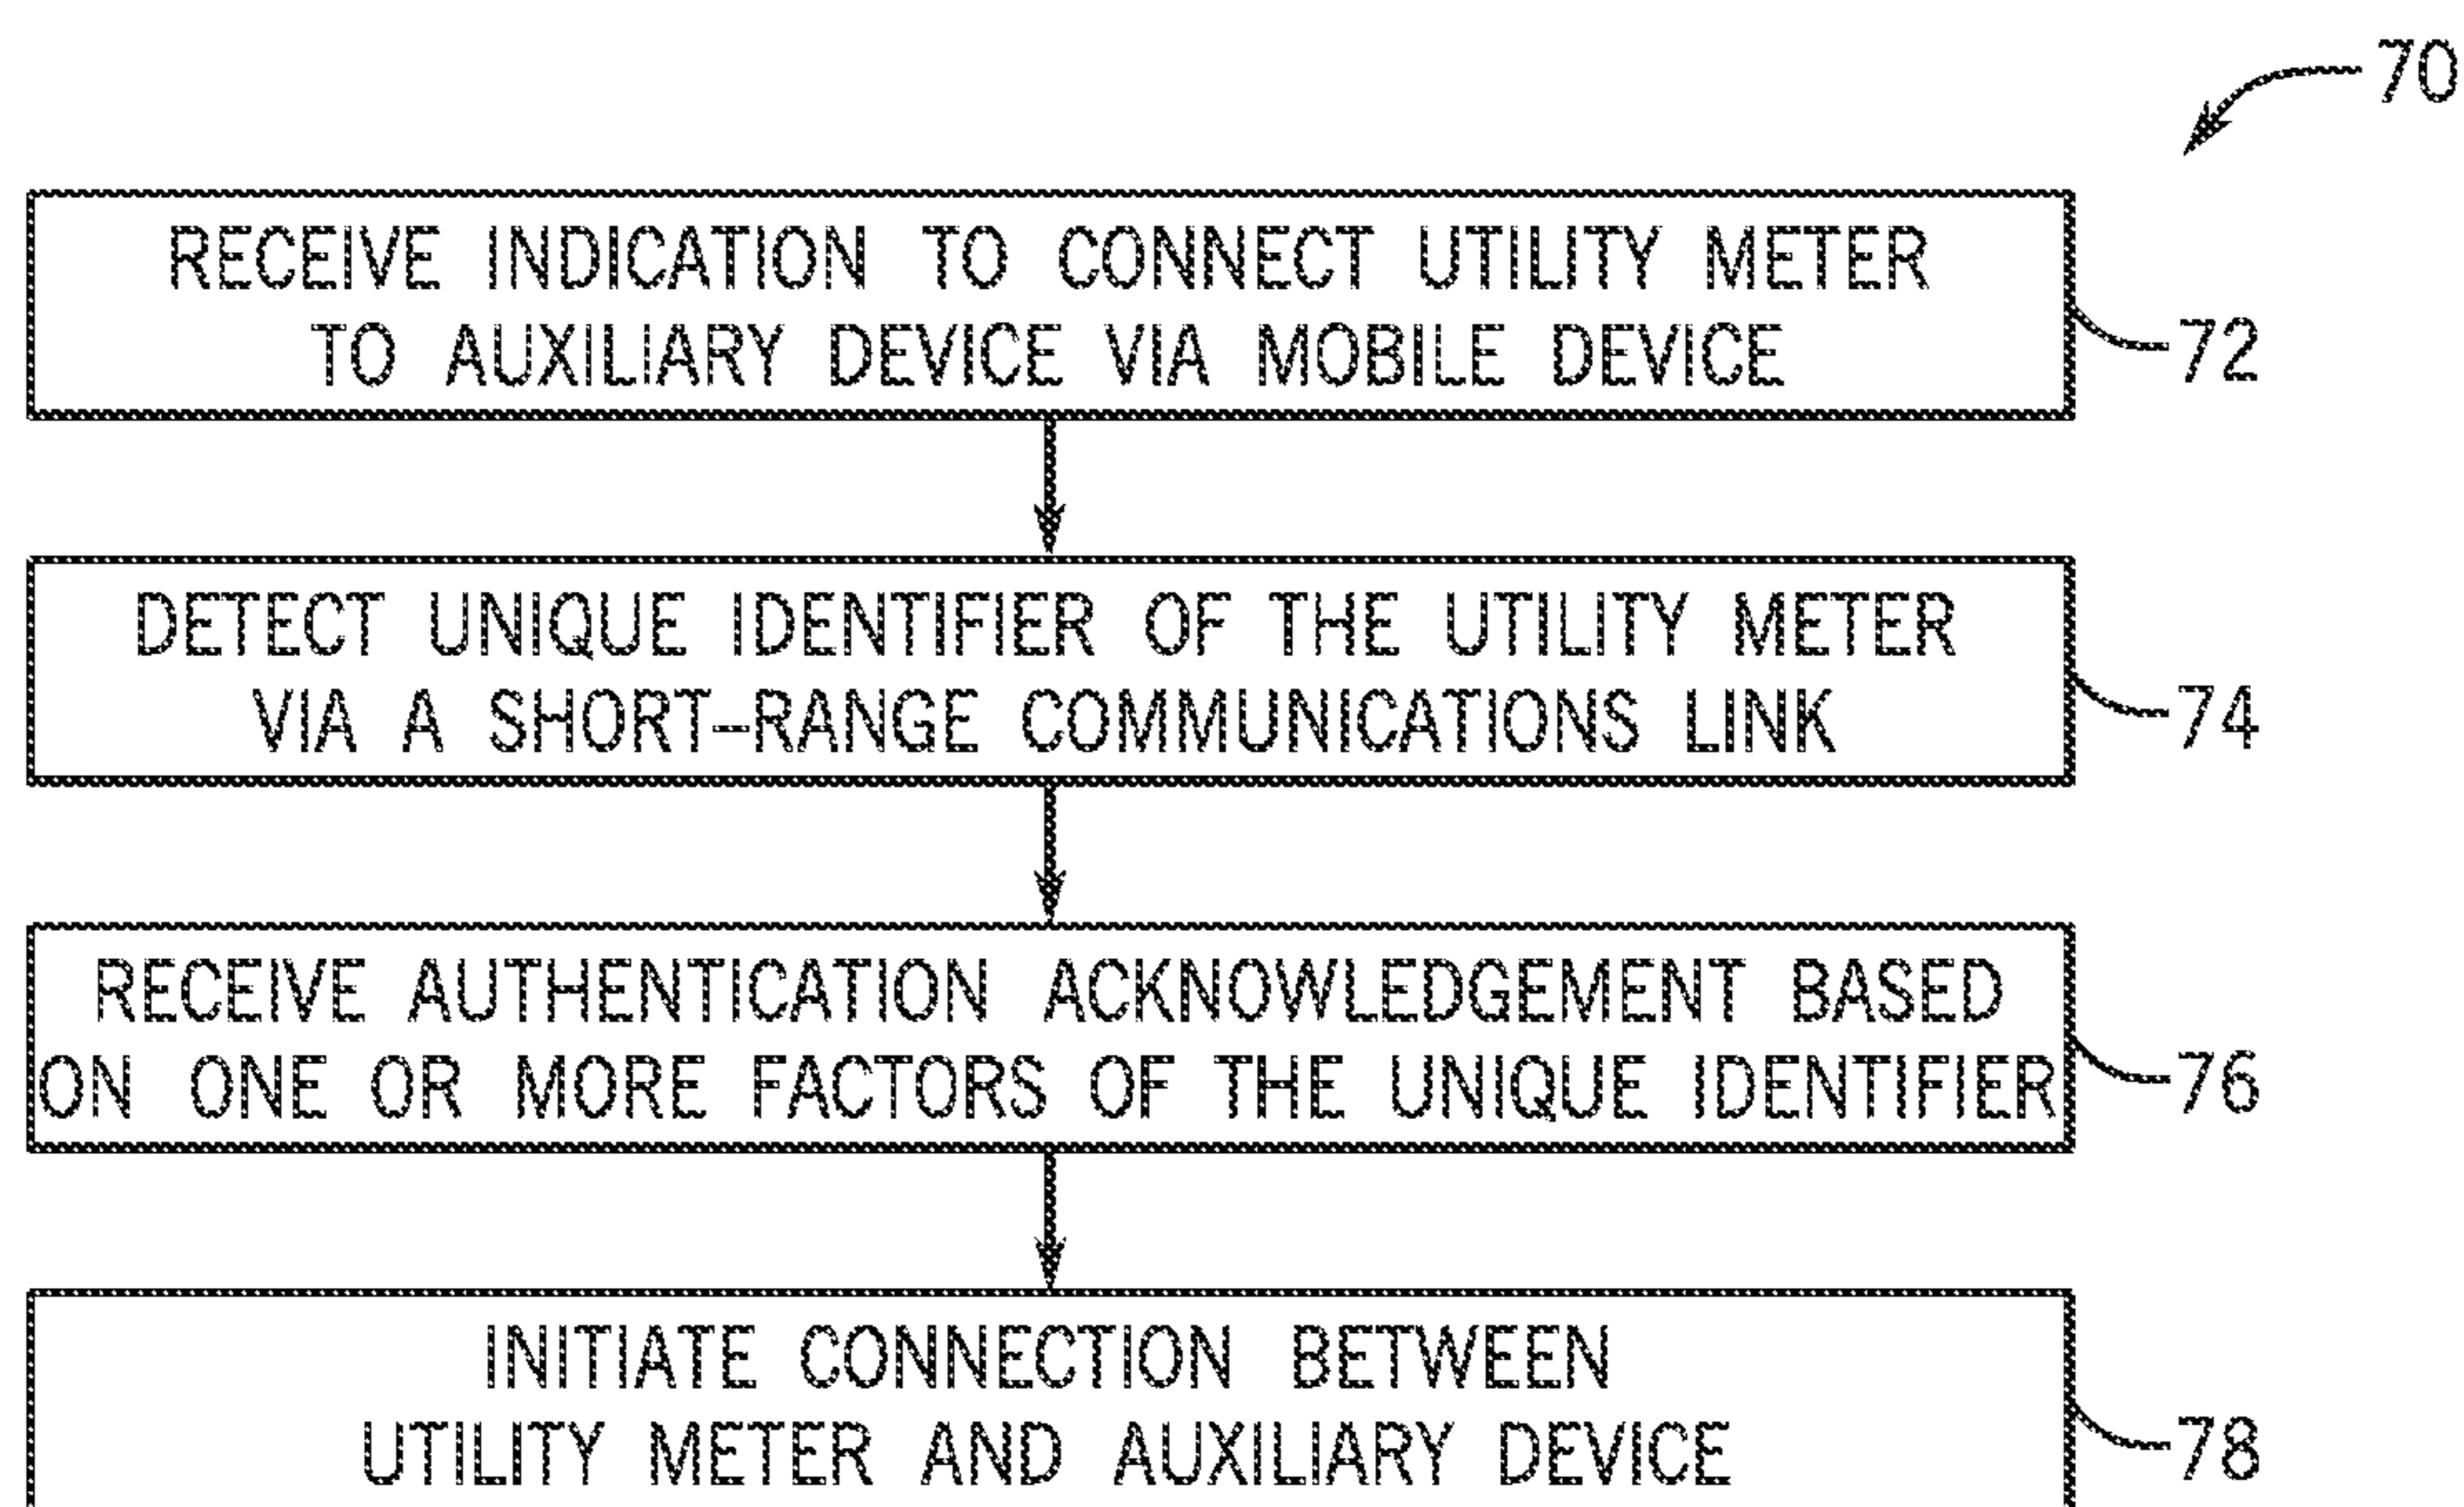 70
RECEIVE INDICATION TO CONNECT UTILITY METER
TO AUXILIARY DEVICE VIA MOBILE DEVICE
72
DETECT UNIQUE IDENTIFIER OF THE UTILITY METER
VIA A SHORT-RANGE COMMUNICATIONS LINK
74
RECEIVE AUTHENTICATION ACKNOWLEDGEMENT BASED
ON ONE OR MORE FACTORS OF THE UNIQUE IDENTIFIER
76
INITIATE CONNECTION BETWEEN
UTILITY METER AND AUXILIARY DEVICE
78